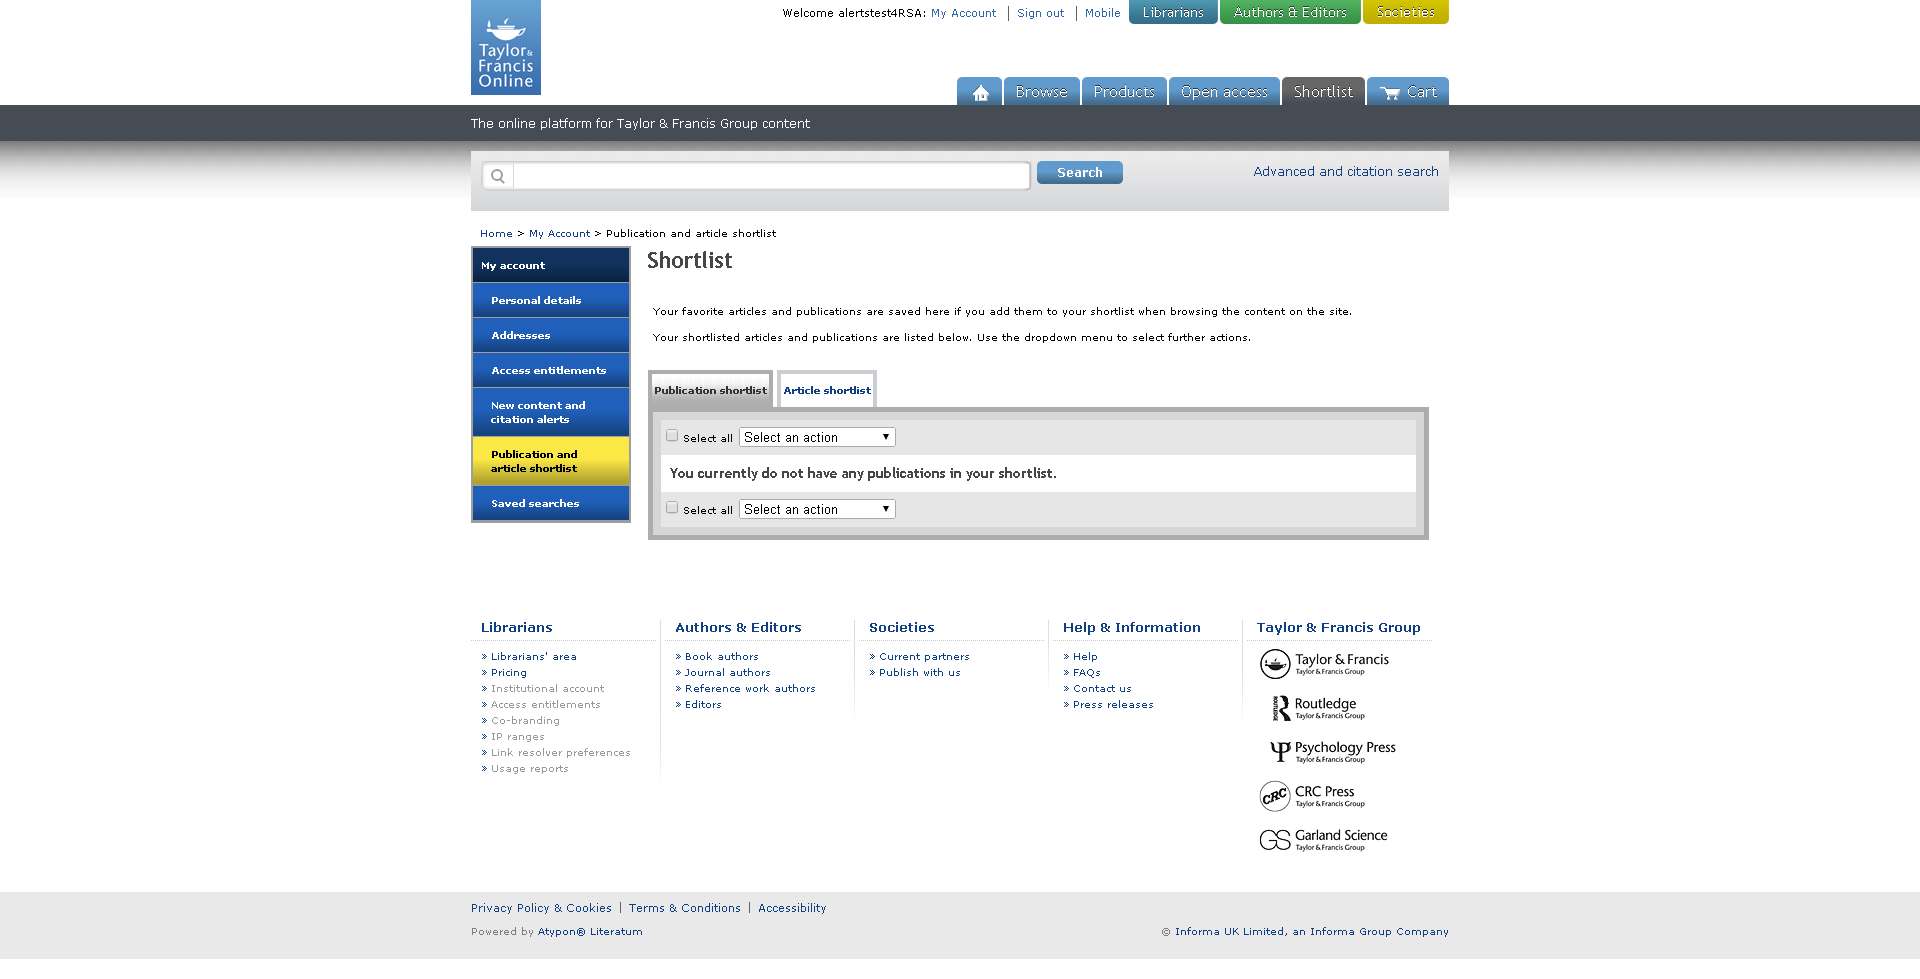 Taylor &
Francis
Online
Welcome alertstest4RSA: My Account | Sign out | Mobile
Librarians
Authors & Editors
Societies
Browse
Products
Open access
Shortlist
Cart
The online platform for Taylor & Francis Group content
Search
Advanced and citation search
Home > My Account > Publication and article shortlist
My account
Personal details
Addresses
Access entitlements
New content and
citation alerts
Publication and
article shortlist
Saved searches
Shortlist
Your favorite articles and publications are saved here if you add them to your shortlist when browsing the content on the site.
Your shortlisted articles and publications are listed below. Use the dropdown menu to select further actions.
Publication shortlist
Article shortlist
Select all Select an action
You currently do not have any publications in your shortlist.
Select all Select an action
Librarians
» Librarians' area
» Pricing
» Institutional account
» Access entitlements
» Co-branding
» IP ranges
» Link resolver preferences
» Usage reports
Authors & Editors
» Book authors
» Journal authors
» Reference work authors
» Editors
Societies
» Current partners
» Publish with us
Help & Information
» Help
» FAQs
» Contact us
» Press releases
Taylor & Francis Group
Taylor & Francis
Taylor & Francis Group
Routledge
Taylor & Francis Group
Psychology Press
Taylor & Francis Group
CRC
CRC Press
Taylor & Francis Group
GS
Garland Science
Taylor & Francis Group
Privacy Policy & Cookies | Terms & Conditions | Accessibility
Powered by Atypon® Literatum
© Informa UK Limited, an Informa Group Company